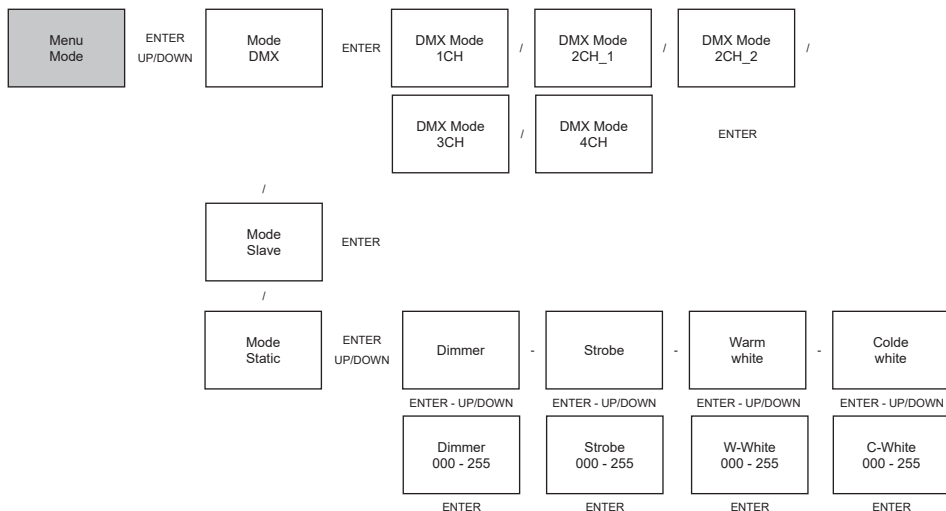 Menu
Mode
ENTER
UP/DOWN
Mode
DMX
ENTER
DMX Mode
1CH
/
DMX Mode
2CH_1
/
DMX Mode
2CH_2
/
DMX Mode
3CH
/
DMX Mode
4CH
ENTER
/
Mode
Slave
ENTER
/
Mode
Static
ENTER
UP/DOWN
Dimmer
-
Strobe
-
Warm
white
-
Colde
white
ENTER - UP/DOWN
ENTER - UP/DOWN
ENTER - UP/DOWN
ENTER - UP/DOWN
Dimmer
000 - 255
Strobe
000 - 255
W-White
000 - 255
C-White
000 - 255
ENTER
ENTER
ENTER
ENTER